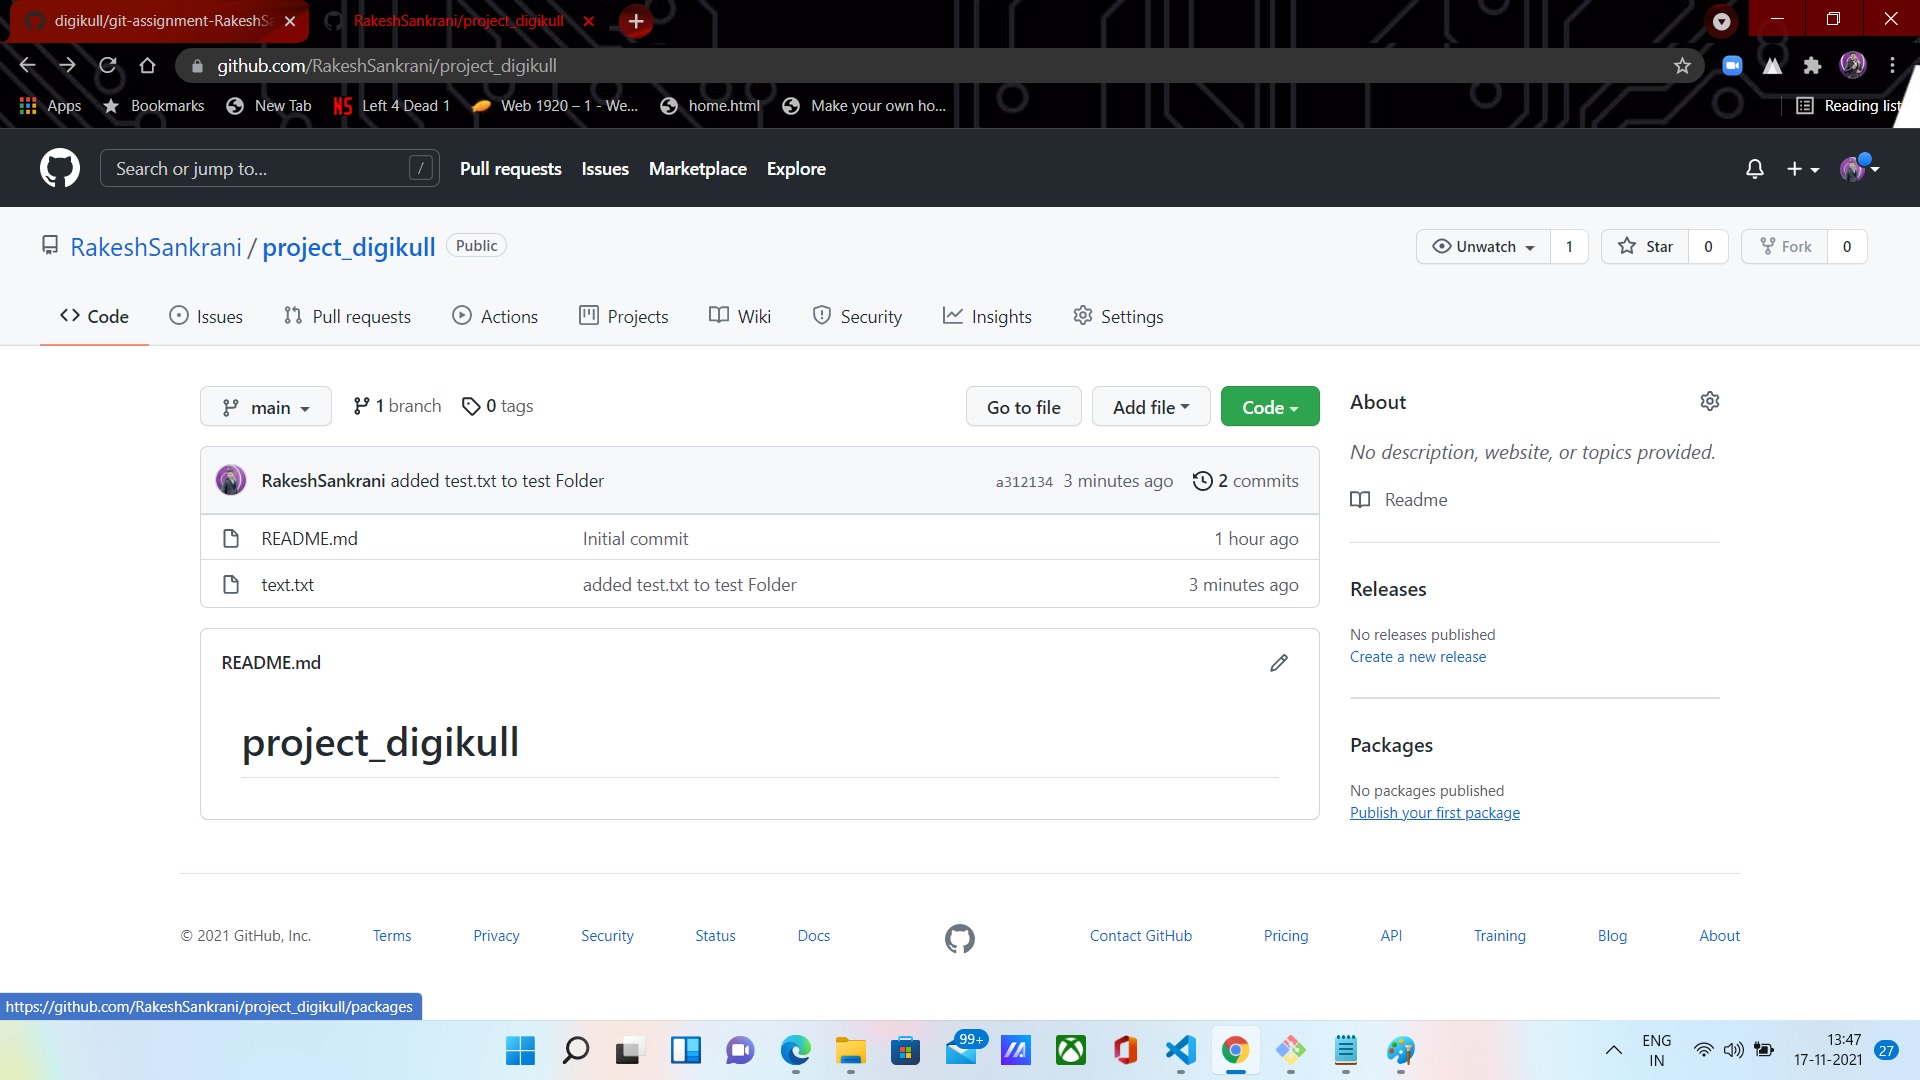 digikull/git-assignment-RakeshSa
RakeshSankrani/project_digikull
github.com/RakeshSankrani/project_digikull
Apps
Bookmarks
New Tab
NS Left 4 Dead 1
Web 1920 – 1 - We...
home.html
Make your own ho...
Reading list
Search or jump to... /
Pull requests
Issues
Marketplace
Explore
RakeshSankrani / project_digikull Public
Unwatch 1
Star 0
Fork 0
Code
Issues
Pull requests
Actions
Projects
Wiki
Security
Insights
Settings
main
1 branch
0 tags
Go to file
Add file
Code
RakeshSankrani added test.txt to test Folder a312134 3 minutes ago 2 commits
README.md Initial commit 1 hour ago
text.txt added test.txt to test Folder 3 minutes ago
README.md
project_digikull
About
No description, website, or topics provided.
Readme
Releases
No releases published
Create a new release
Packages
No packages published
Publish your first package
© 2021 GitHub, Inc. Terms Privacy Security Status Docs Contact GitHub Pricing API Training Blog About
https://github.com/RakeshSankrani/project_digikull/packages
99+
ENG
IN
13:47
17-11-2021
27